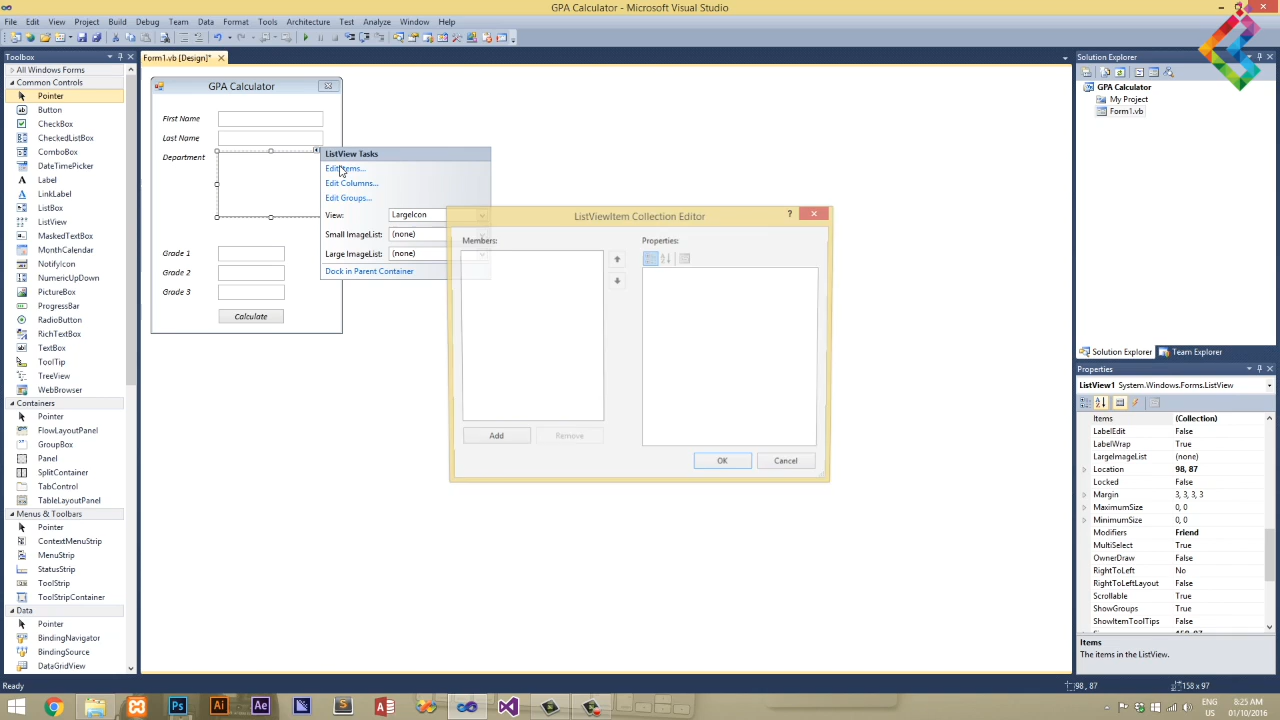 GPA Calculator - Microsoft Visual Studio
File Edit View Project Build Debug Team Data Format Tools Architecture Test Analyze Window Help
Toolbox
Form1.vb [Design]*
Solution Explorer
All Windows Forms
Common Controls
Pointer
Button
CheckBox
CheckedListBox
ComboBox
DateTimePicker
Label
LinkLabel
ListBox
ListView
MaskedTextBox
MonthCalendar
NotifyIcon
NumericUpDown
PictureBox
ProgressBar
RadioButton
RichTextBox
TextBox
ToolTip
TreeView
WebBrowser
Containers
Pointer
FlowLayoutPanel
GroupBox
Panel
SplitContainer
TabControl
TableLayoutPanel
Menus & Toolbars
Pointer
ContextMenuStrip
MenuStrip
StatusStrip
ToolStrip
ToolStripContainer
Data
Pointer
BindingNavigator
BindingSource
DataGridView
GPA Calculator
First Name
Last Name
Department
Grade 1
Grade 2
Grade 3
Calculate
ListView Tasks
Edit Items...
Edit Columns...
Edit Groups...
View: LargeIcon
Small ImageList: (none)
Large ImageList: (none)
Dock in Parent Container
ListViewItem Collection Editor
Members:
Properties:
Add
Remove
OK
Cancel
GPA Calculator
My Project
Form1.vb
Solution Explorer Team Explorer
Properties
ListView1 System.Windows.Forms.ListView
Items (Collection)
LabelEdit False
LabelWrap True
LargeImageList (none)
Location 98, 87
Locked False
Margin 3, 3, 3, 3
MaximumSize 0, 0
MinimumSize 0, 0
Modifiers Friend
MultiSelect True
OwnerDraw False
RightToLeft No
RightToLeftLayout False
Scrollable True
ShowGroups True
ShowItemToolTips False
Items
The items in the ListView.
Ready
98, 87
158 x 97
ENG
US
8:25 AM
01/10/2016